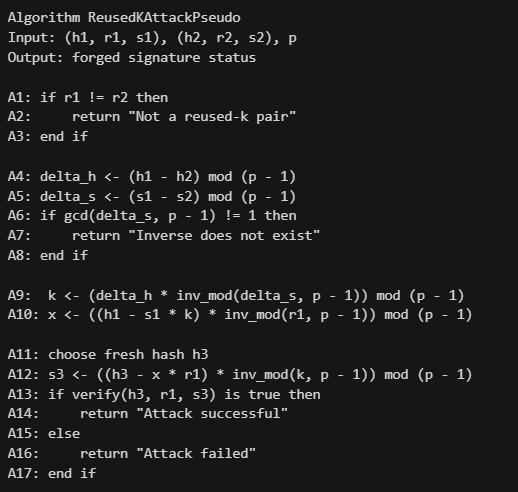 Algorithm ReusedKAttackPseudo
Input: (h1, r1, s1), (h2, r2, s2), p
Output: forged signature status

A1: if r1 != r2 then
A2:     return "Not a reused-k pair"
A3: end if

A4: delta_h <- (h1 - h2) mod (p - 1)
A5: delta_s <- (s1 - s2) mod (p - 1)
A6: if gcd(delta_s, p - 1) != 1 then
A7:     return "Inverse does not exist"
A8: end if

A9:  k <- (delta_h * inv_mod(delta_s, p - 1)) mod (p - 1)
A10: x <- ((h1 - s1 * k) * inv_mod(r1, p - 1)) mod (p - 1)

A11: choose fresh hash h3
A12: s3 <- ((h3 - x * r1) * inv_mod(k, p - 1)) mod (p - 1)
A13: if verify(h3, r1, s3) is true then
A14:     return "Attack successful"
A15: else
A16:     return "Attack failed"
A17: end if